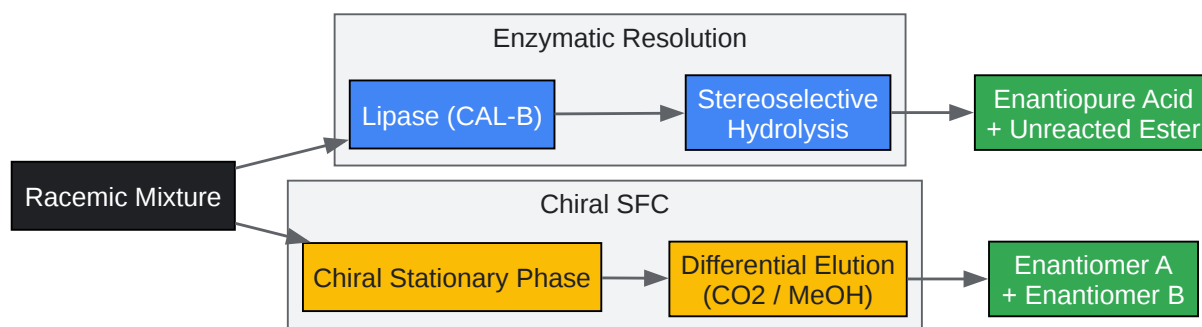 Enzymatic Resolution
Lipase (CAL-B)
Stereoselective
Hydrolysis
Enantiopure Acid
+ Unreacted Ester
Racemic Mixture
Chiral SFC
Chiral Stationary Phase
Differential Elution
(CO2 / MeOH)
Enantiomer A
+ Enantiomer B